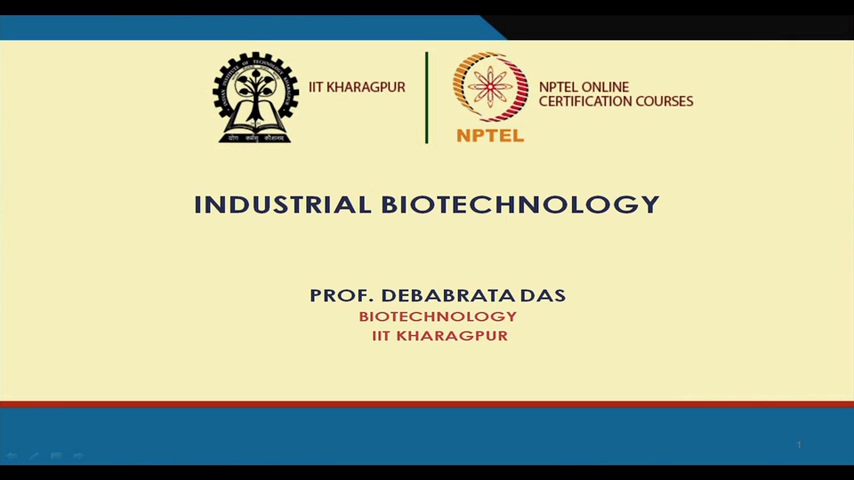 IIT KHARAGPUR
NPTEL ONLINE
CERTIFICATION COURSES
NPTEL
INDUSTRIAL BIOTECHNOLOGY
PROF. DEBABRATA DAS
BIOTECHNOLOGY
IIT KHARAGPUR
1